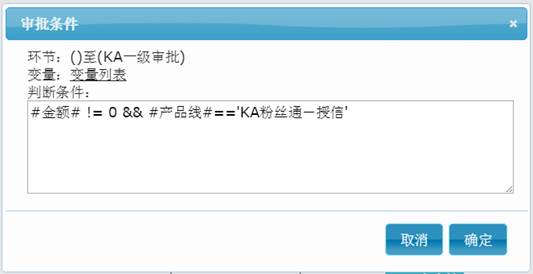 审批条件
环节：()至(KA一级审批)
变量：变量列表
判断条件：
#金额# != 0 && #产品线#=='KA粉丝通一授信'
取消 确定